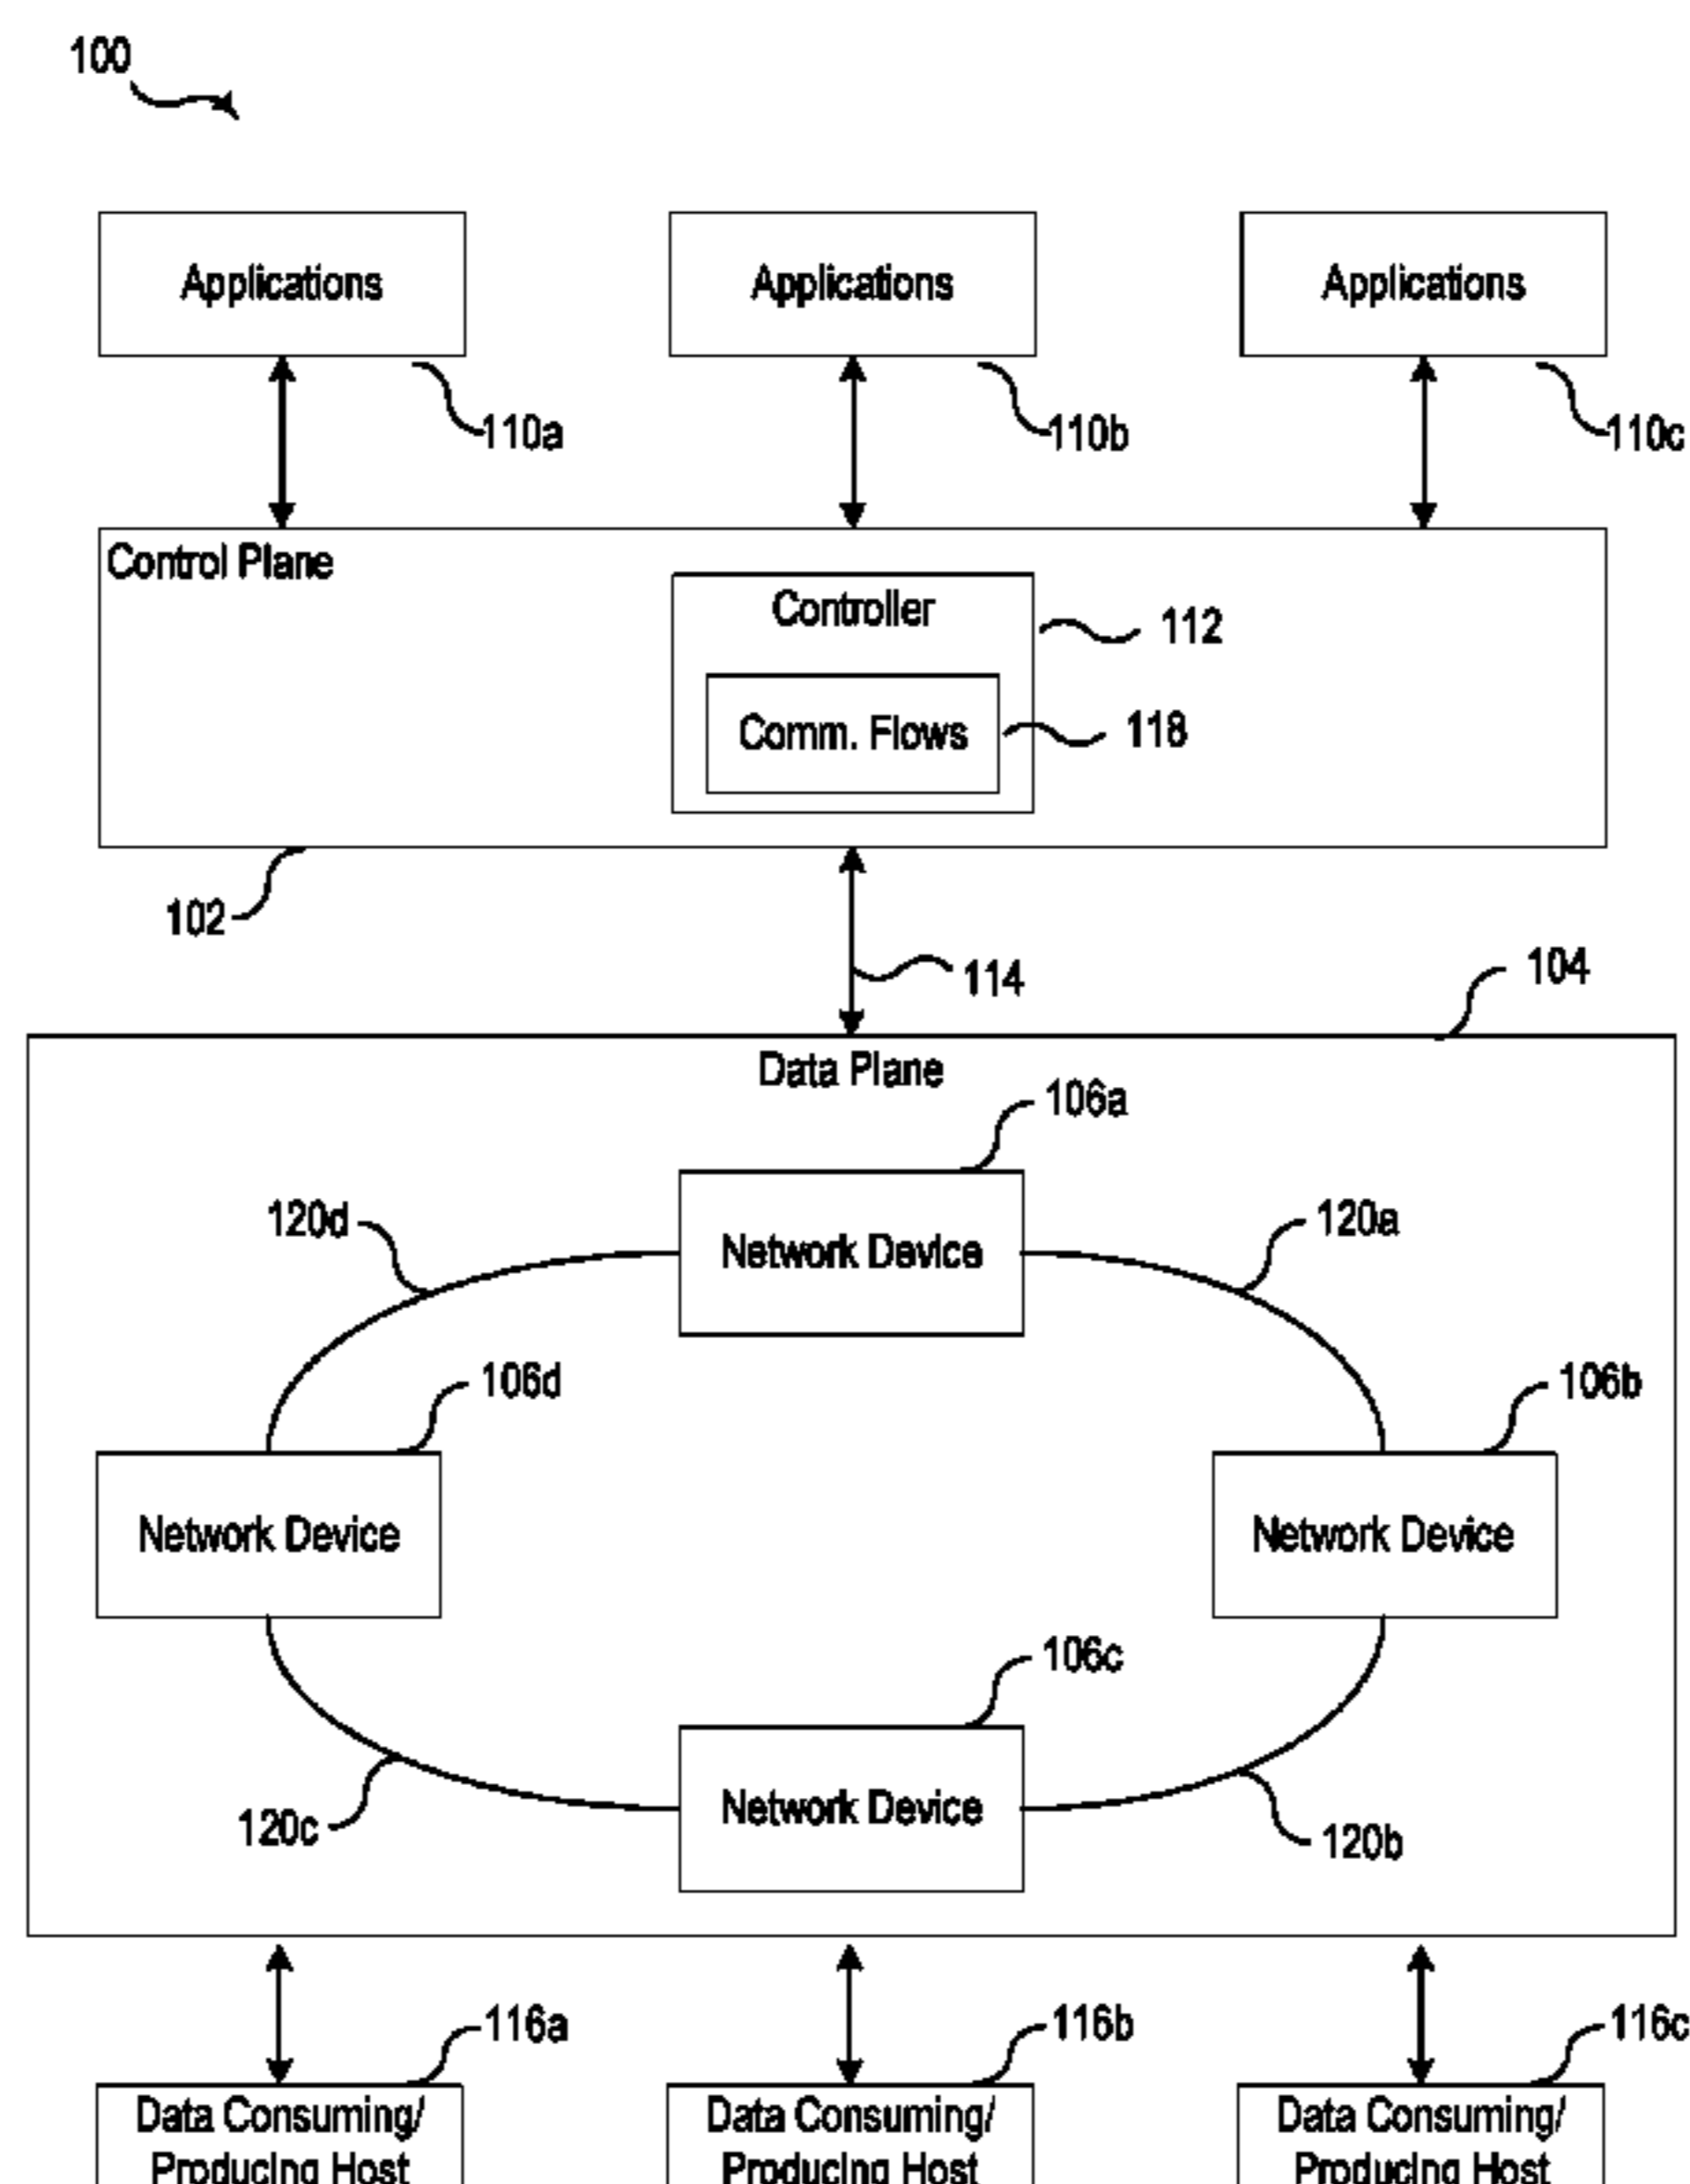 100
Applications
Applications
Applications
110a
110b
110c
Control Plane
Controller
112
Comm. Flows
118
102
114
104
Data Plane
106a
120d
120a
Network Device
106d
106b
Network Device
Network Device
106c
Network Device
120c
120b
116a
116b
116c
Data Consuming/
Producing Host
Data Consuming/
Producing Host
Data Consuming/
Producing Host